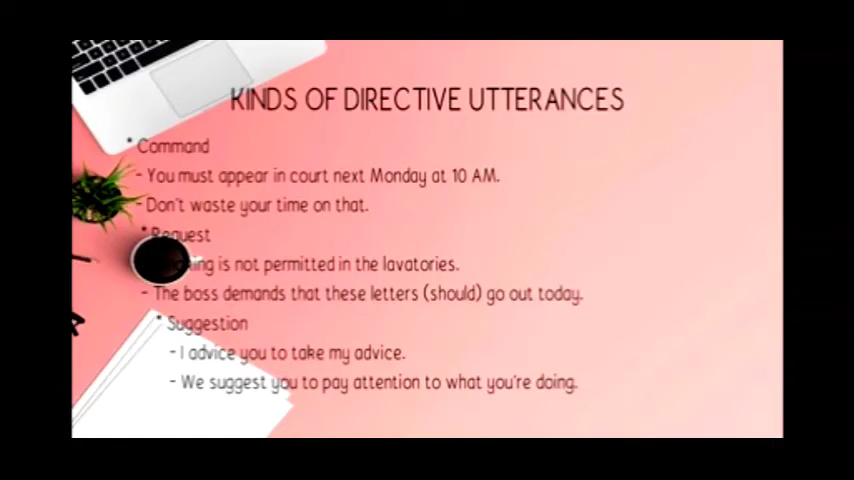 KINDS OF DIRECTIVE UTTERANCES
* Command
- You must appear in court next Monday at 10 AM.
- Don't waste your time on that.
* Request
is not permitted in the lavatories.
- The boss demands that these letters (should) go out today.
* Suggestion
- I advice you to take my advice.
- We suggest you to pay attention to what you're doing.